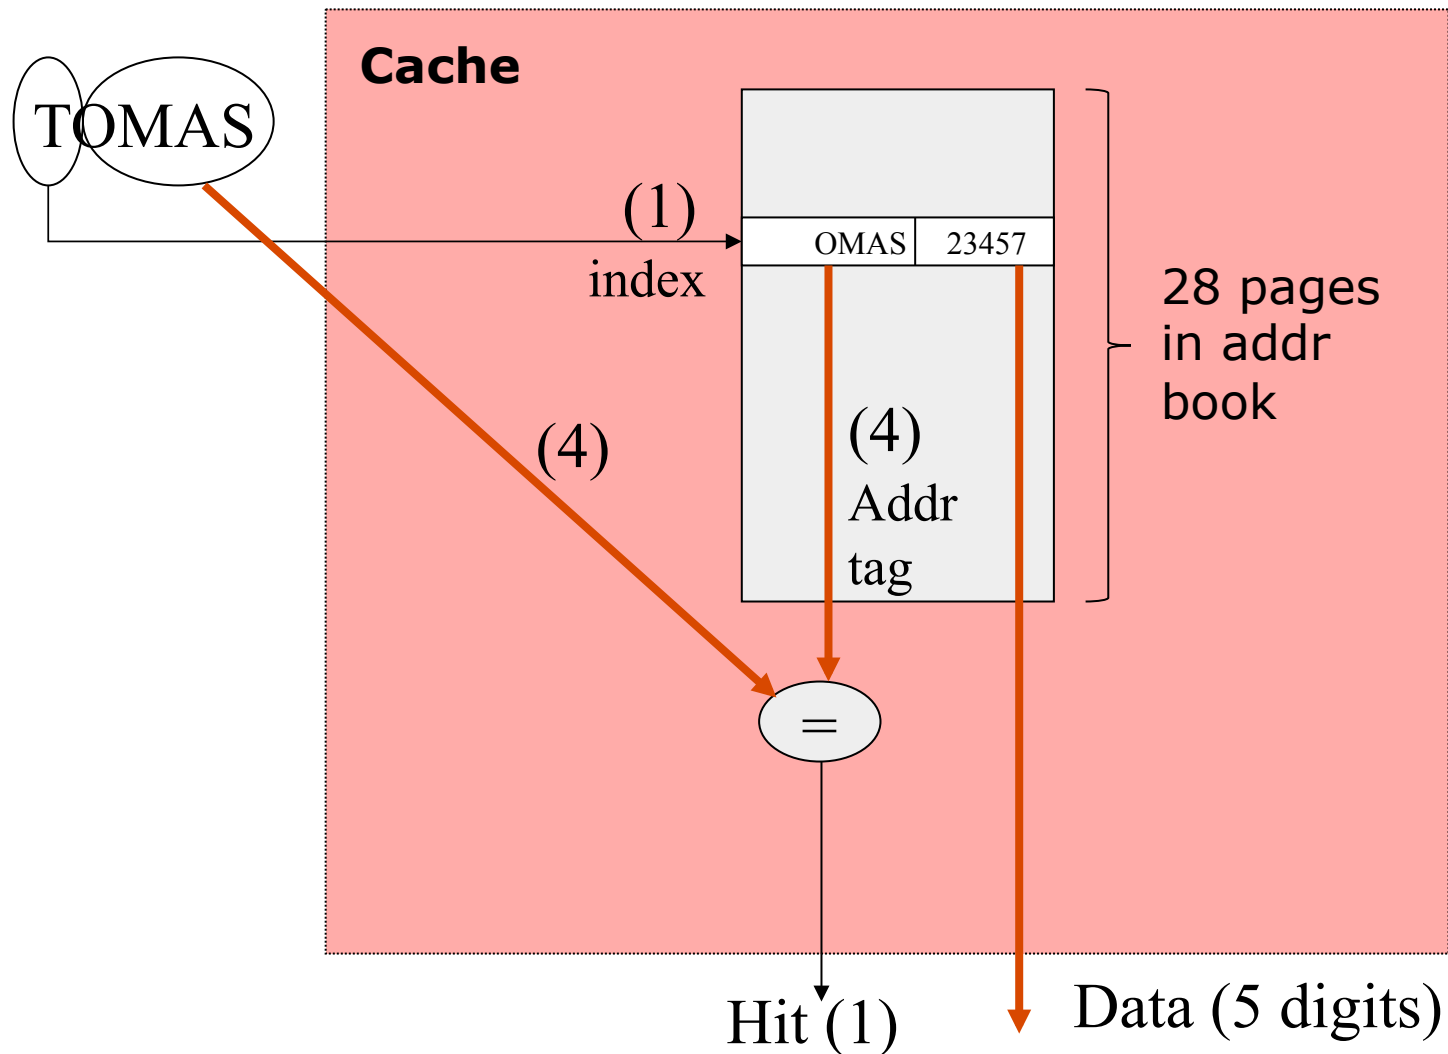 Cache
TOMAS
(1)
index
OMAS 23457
28 pages
in addr
book
(4)
(4)
Addr
tag
=
Hit (1)
Data (5 digits)